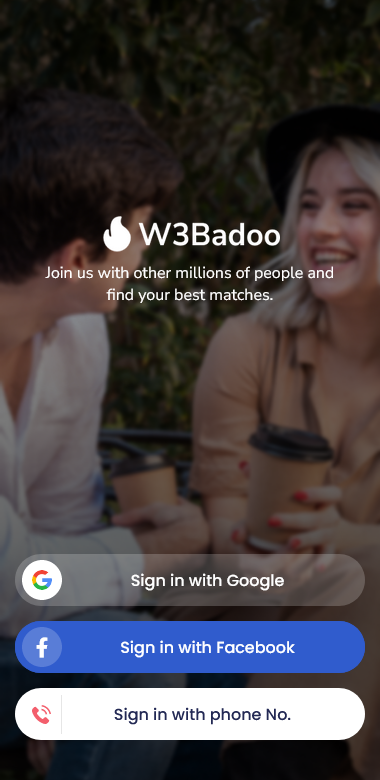 W3Badoo
Join us with other millions of people and
find your best matches.
Sign in with Google
Sign in with Facebook
Sign in with phone No.